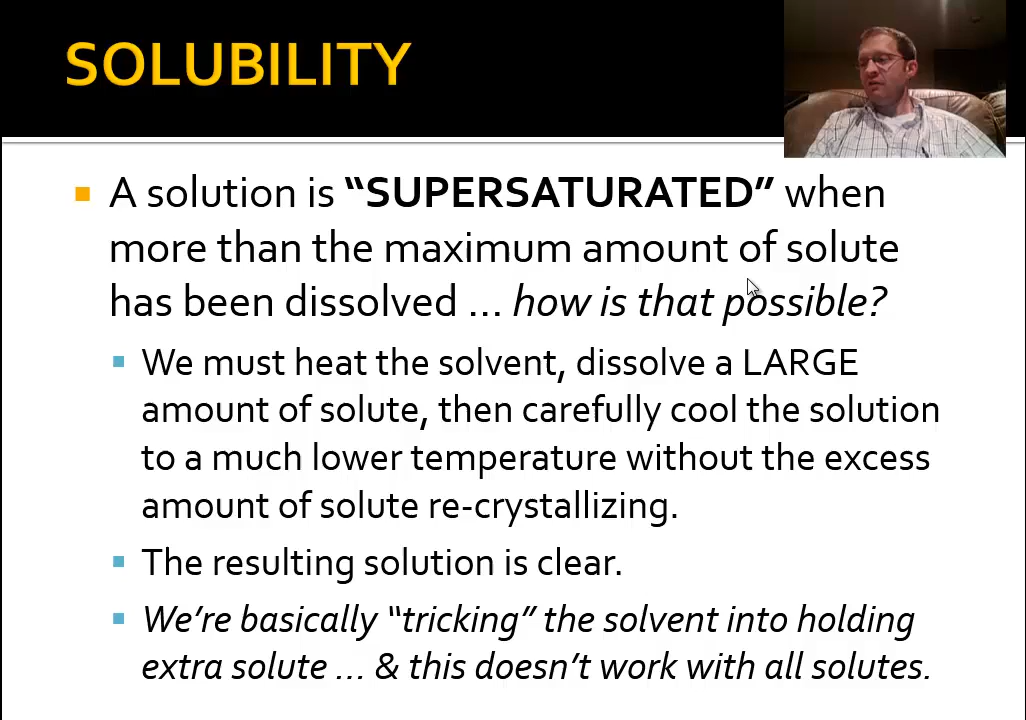 SOLUBILITY
A solution is “SUPERSATURATED” when
more than the maximum amount of solute
has been dissolved … how is that possible?
We must heat the solvent, dissolve a LARGE
amount of solute, then carefully cool the solution
to a much lower temperature without the excess
amount of solute re-crystallizing.
The resulting solution is clear.
We’re basically “tricking” the solvent into holding
extra solute … & this doesn’t work with all solutes.